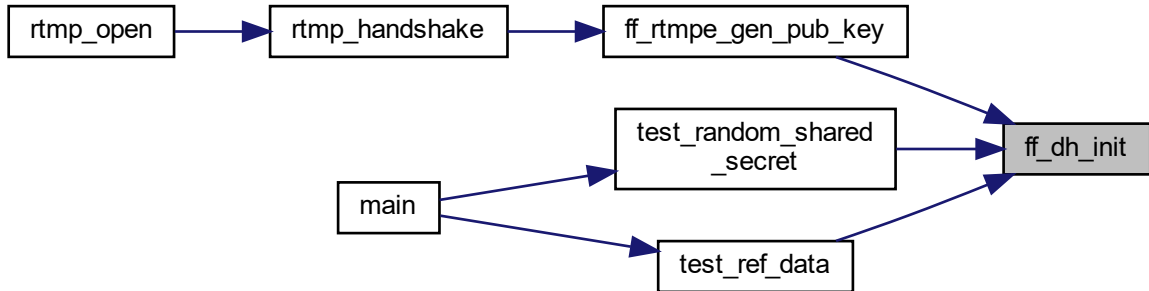 rtmp_open
rtmp_handshake
ff_rtmpe_gen_pub_key
test_random_shared
_secret
ff_dh_init
main
test_ref_data